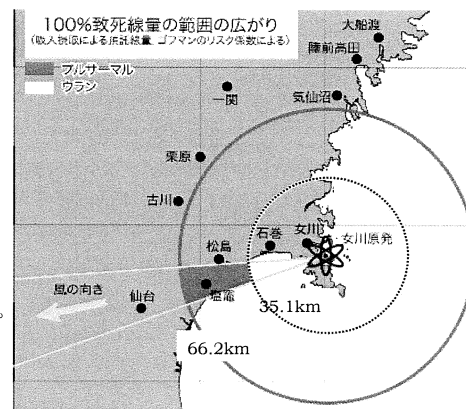 100%致死線量の範囲の広がり
(吸入摂取による預託線量 ゴフマンのリスク係数による)
プルサーマル
ウラン
大船渡
陸前高田
一関
気仙沼
栗原
古川
石巻
女川
女川原発
松島
塩竈
風の向き
仙台
35.1km
66.2km